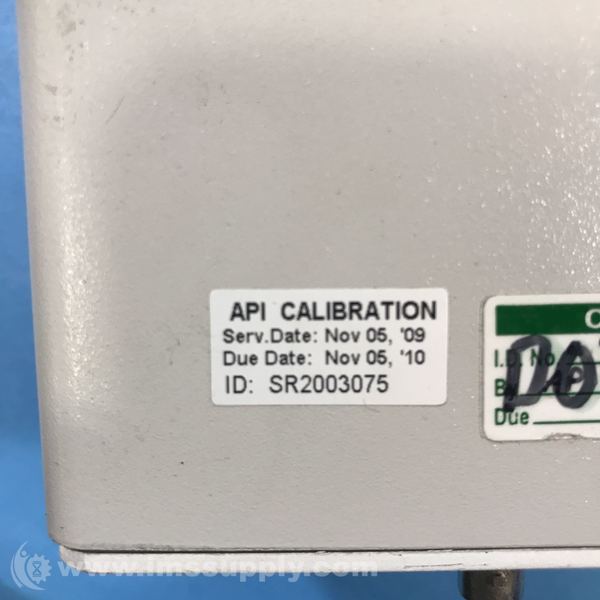 API CALIBRATION
Serv.Date: Nov 05, '09
Due Date: Nov 05, '10
ID: SR2003075
I.D. No
Due
www.imssupply.com